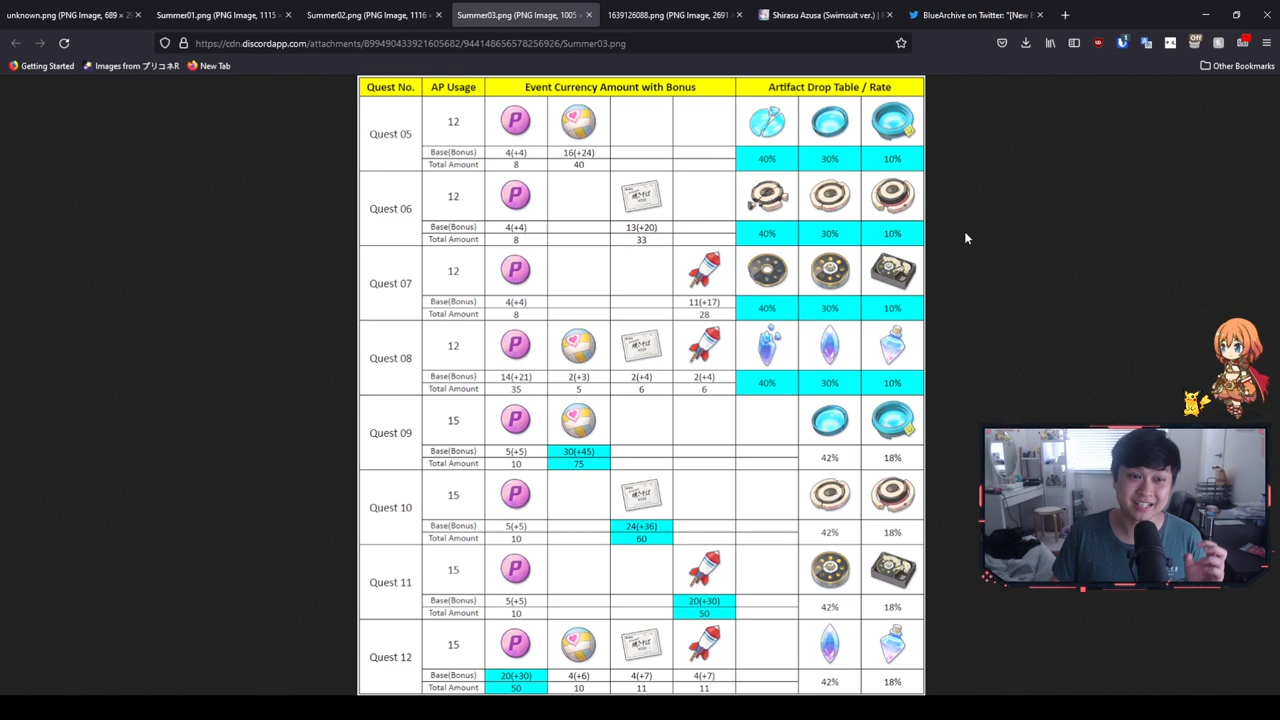 unknown.png (PNG Image, 689 × 2
Summer01.png (PNG Image, 1115 ×
Summer02.png (PNG Image, 1116 ×
Summer03.png (PNG Image, 1005 ×
1639126088.png (PNG Image, 2691 ×
Shirasu Azusa (Swimsuit ver.) | B
BlueArchive on Twitter: "[New E
https://cdn.discordapp.com/attachments/899490433921605682/944148656578256926/Summer03.png
Off
Getting Started
Images from プリコネR
New Tab
Other Bookmarks
Quest No. AP Usage Event Currency Amount with Bonus Artifact Drop Table / Rate
Quest 05 12 P
Base(Bonus) 4(+4) 16(+24) 40% 30% 10%
Total Amount 8 40
Quest 06 12 P
Base(Bonus) 4(+4) 13(+20) 40% 30% 10%
Total Amount 8 33
Quest 07 12 P
Base(Bonus) 4(+4) 11(+17) 40% 30% 10%
Total Amount 8 28
Quest 08 12 P
Base(Bonus) 14(+21) 2(+3) 2(+4) 2(+4) 40% 30% 10%
Total Amount 35 5 6 6
Quest 09 15 P
Base(Bonus) 5(+5) 30(+45) 42% 18%
Total Amount 10 75
Quest 10 15 P
Base(Bonus) 5(+5) 24(+36) 42% 18%
Total Amount 10 60
Quest 11 15 P
Base(Bonus) 5(+5) 20(+30) 42% 18%
Total Amount 10 50
Quest 12 15 P
Base(Bonus) 20(+30) 4(+6) 4(+7) 4(+7) 42% 18%
Total Amount 50 10 11 11